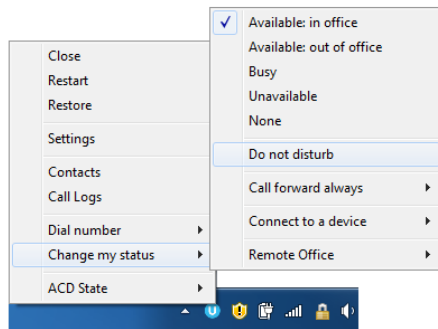 Close
Restart
Restore
Settings
Contacts
Call Logs
Dial number
Change my status
ACD State
Available: in office
Available: out of office
Busy
Unavailable
None
Do not disturb
Call forward always
Connect to a device
Remote Office
U